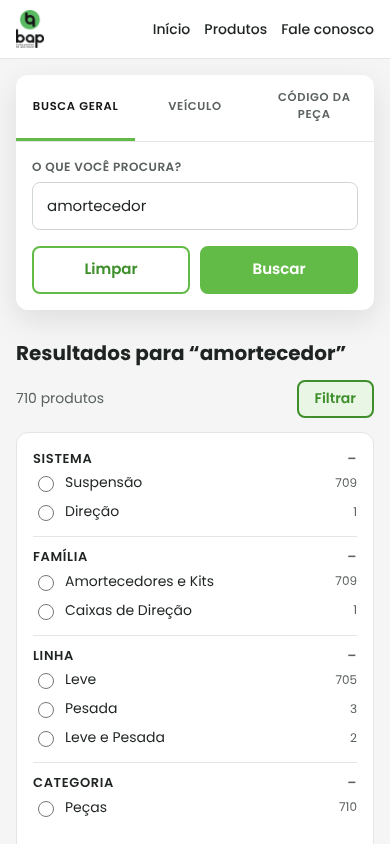 bap
Início Produtos Fale conosco
BUSCA GERAL
VEÍCULO
CÓDIGO DA
PEÇA
O QUE VOCÊ PROCURA?
amortecedor
Limpar
Buscar
Resultados para “amortecedor”
710 produtos
Filtrar
SISTEMA –
Suspensão 709
Direção 1
FAMÍLIA –
Amortecedores e Kits 709
Caixas de Direção 1
LINHA –
Leve 705
Pesada 3
Leve e Pesada 2
CATEGORIA –
Peças 710